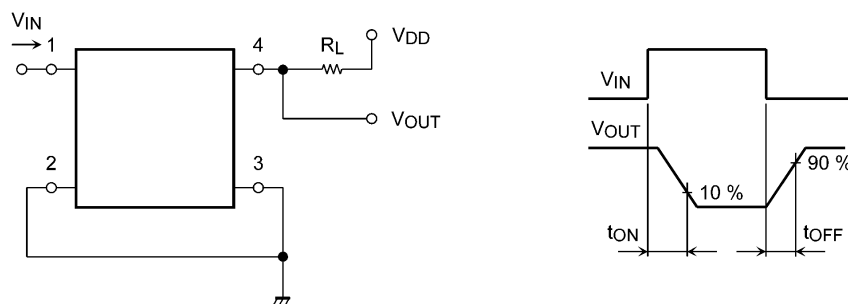 VIN
1
4
RL
VDD
VOUT
2
3
VIN
VOUT
10 %
90 %
tON
tOFF